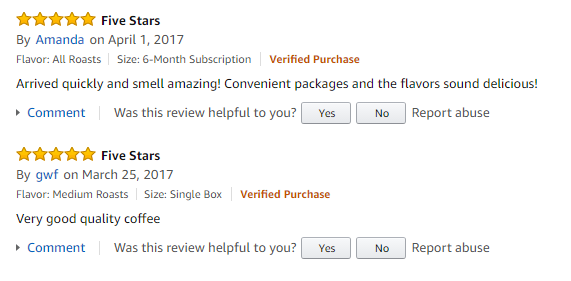 Five Stars
By Amanda on April 1, 2017
Flavor: All Roasts | Size: 6-Month Subscription | Verified Purchase
Arrived quickly and smell amazing! Convenient packages and the flavors sound delicious!
Comment | Was this review helpful to you? Yes No Report abuse
Five Stars
By gwf on March 25, 2017
Flavor: Medium Roasts | Size: Single Box | Verified Purchase
Very good quality coffee
Comment | Was this review helpful to you? Yes No Report abuse